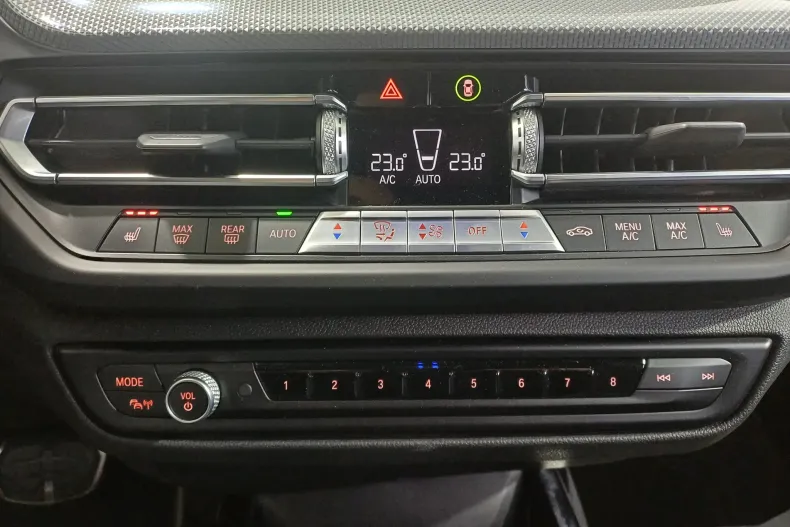 23.0° 23.0°
A/C AUTO
MAX REAR AUTO OFF MENU A/C MAX A/C
MODE VOL 1 2 3 4 5 6 7 8